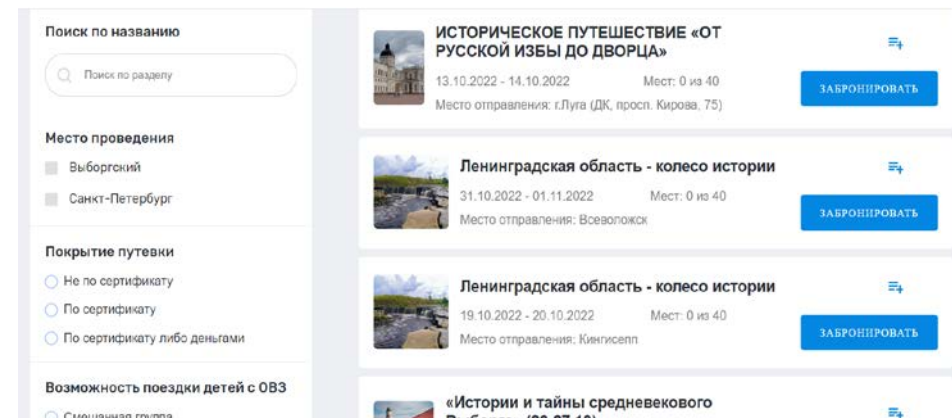 Поиск по названию
Поиск по разделу
Место проведения
Выборгский
Санкт-Петербург
Покрытие путевки
Не по сертификату
По сертификату
По сертификату либо деньгами
Возможность поездки детей с ОВЗ
Смешанная группа
ИСТОРИЧЕСКОЕ ПУТЕШЕСТВИЕ «ОТ
РУССКОЙ ИЗБЫ ДО ДВОРЦА»
13.10.2022 - 14.10.2022 Мест: 0 из 40
Место отправления: г.Луга (ДК, просп. Кирова, 75)
ЗАБРОНИРОВАТЬ
Ленинградская область - колесо истории
31.10.2022 - 01.11.2022 Мест: 0 из 40
Место отправления: Всеволожск
ЗАБРОНИРОВАТЬ
Ленинградская область - колесо истории
19.10.2022 - 20.10.2022 Мест: 0 из 40
Место отправления: Кингисепп
ЗАБРОНИРОВАТЬ
«Истории и тайны средневекового